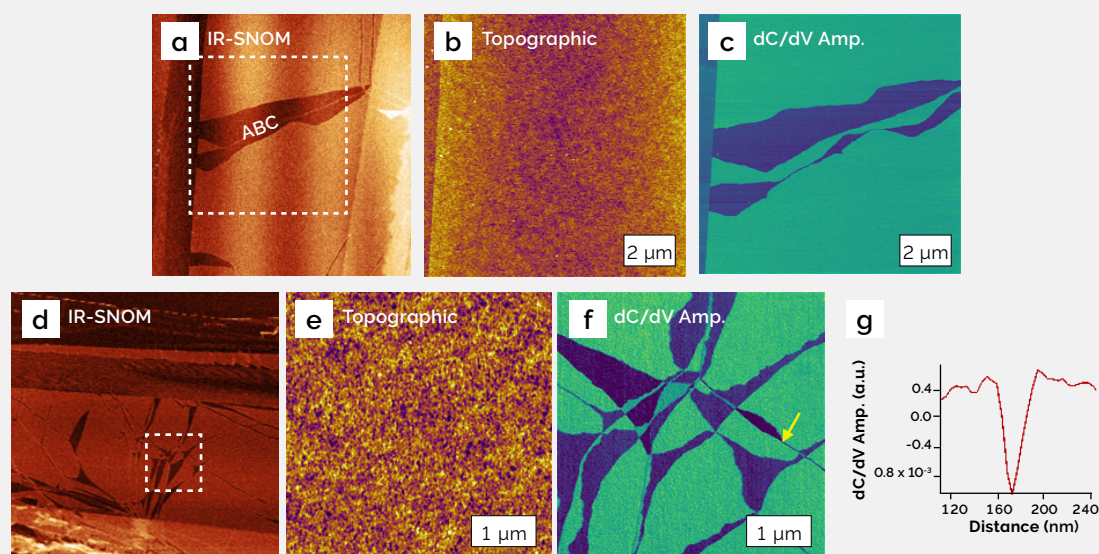 a IR-SNOM
b Topographic
c dC/dV Amp.
ABC
2 µm
2 µm
d IR-SNOM
e Topographic
f dC/dV Amp.
g
1 µm
1 µm
dC/dV Amp. (a.u.)
0.4
0.0
-0.4
0.8 x 10⁻³
120 160 200 240
Distance (nm)